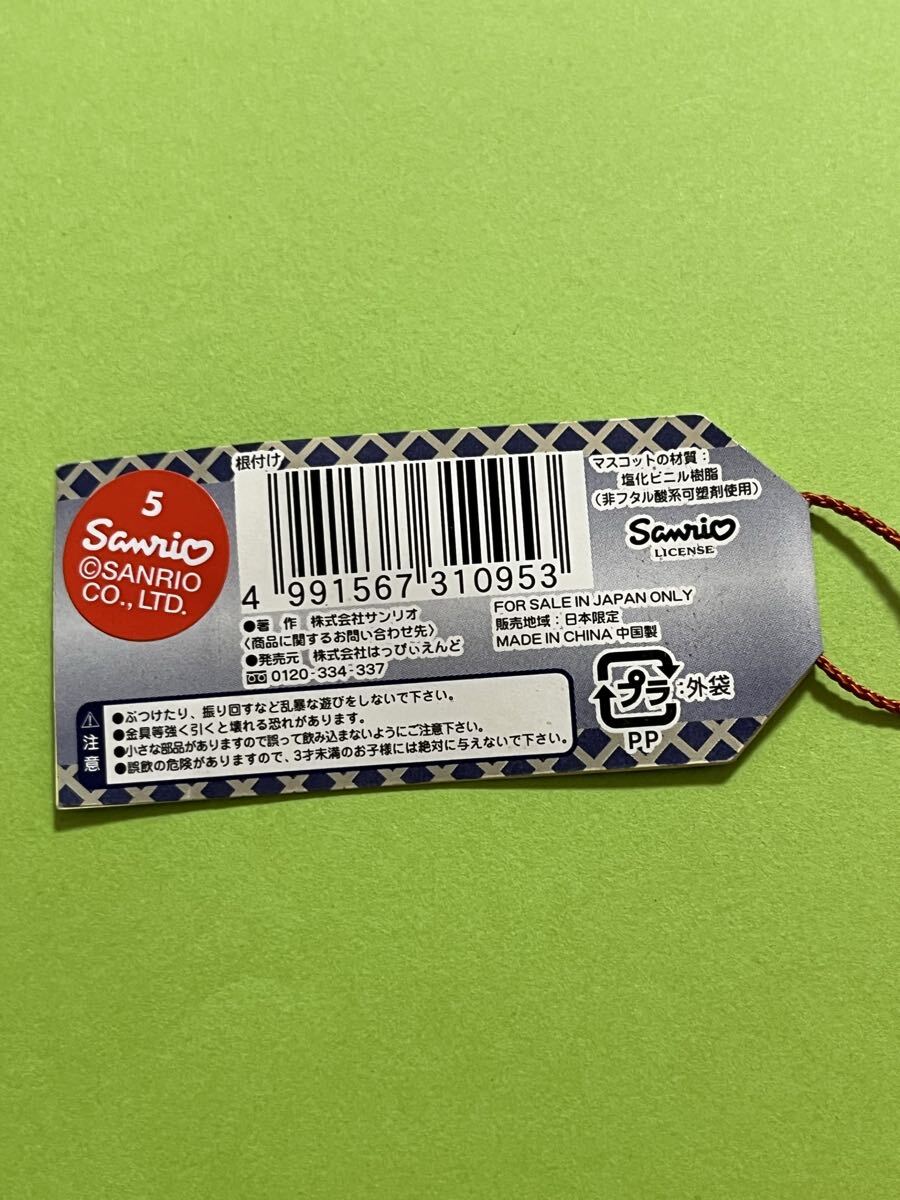 5
Sanrio
©SANRIO
CO., LTD.
根付け
4 991567 310953
●著　作　株式会社サンリオ
〈商品に関するお問い合わせ先〉
●発売元　株式会社はっぴぃえんど
0120-334-337
マスコットの材質：
塩化ビニル樹脂
（非フタル酸系可塑剤使用）
Sanrio
LICENSE
FOR SALE IN JAPAN ONLY
販売地域：日本限定
MADE IN CHINA 中国製
プラ：外袋
PP
注意
●ぶつけたり、振り回すなど乱暴な遊びをしないで下さい。
●金具等強く引くと壊れる恐れがあります。
●小さな部品がありますので誤って飲み込まないようにご注意下さい。
●誤飲の危険がありますので、3才未満のお子様には絶対に与えないで下さい。